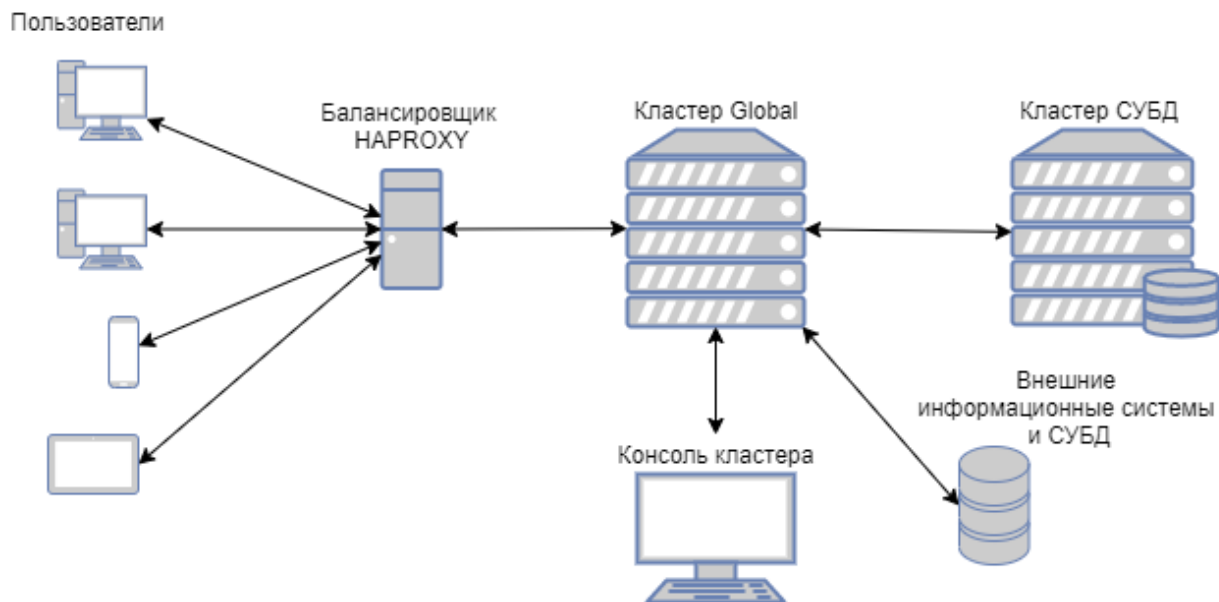 Пользователи
Балансировщик
HAPROXY
Кластер Global
Кластер СУБД
Внешние
информационные системы
и СУБД
Консоль кластера